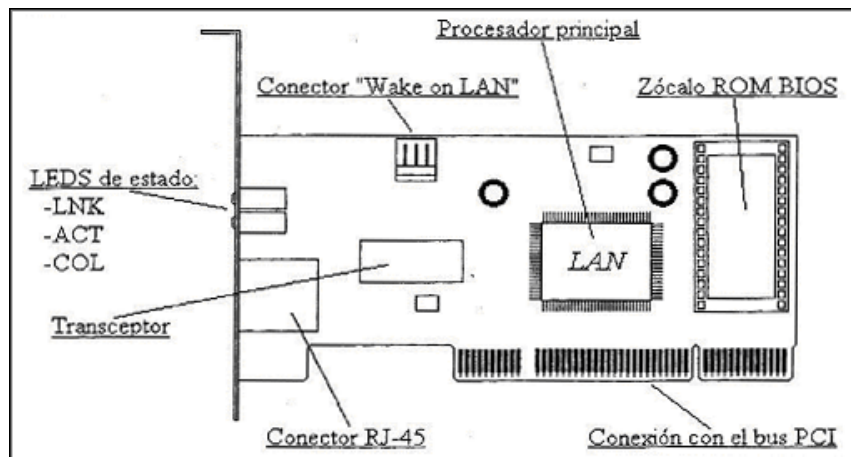 Procesador principal
Conector "Wake on LAN"
Zócalo ROM BIOS
LEDS de estado:
-LNK
-ACT
-COL
LAN
Transceptor
Conector RJ-45
Conexión con el bus PCI